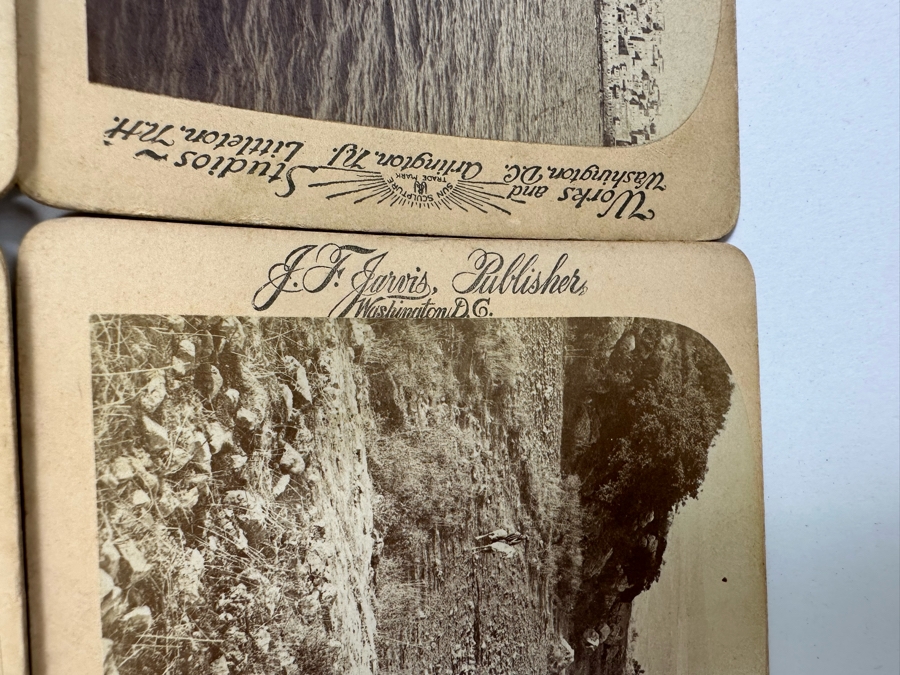 Works and Studios ~
Washington, D.C. Arlington, N.J. Littleton, N.H.
SUN SCULPTURE
TRADE MARK
J.F. Jarvis, Publisher,
Washington, D.C.